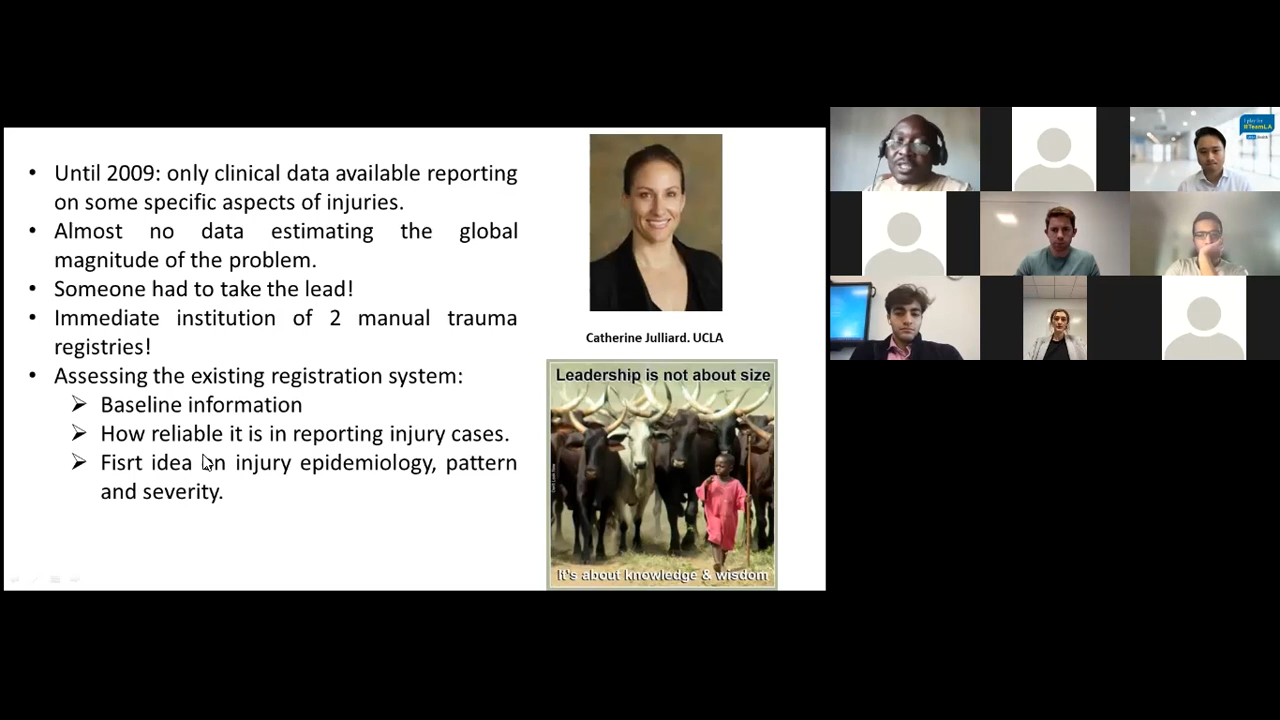 • Until 2009: only clinical data available reporting
on some specific aspects of injuries.
• Almost no data estimating the global
magnitude of the problem.
• Someone had to take the lead!
• Immediate institution of 2 manual trauma
registries!
• Assessing the existing registration system:
➢ Baseline information
➢ How reliable it is in reporting injury cases.
➢ Fisrt idea on injury epidemiology, pattern
and severity.
Catherine Julliard. UCLA
Leadership is not about size
It's about knowledge & wisdom
#TeamLA